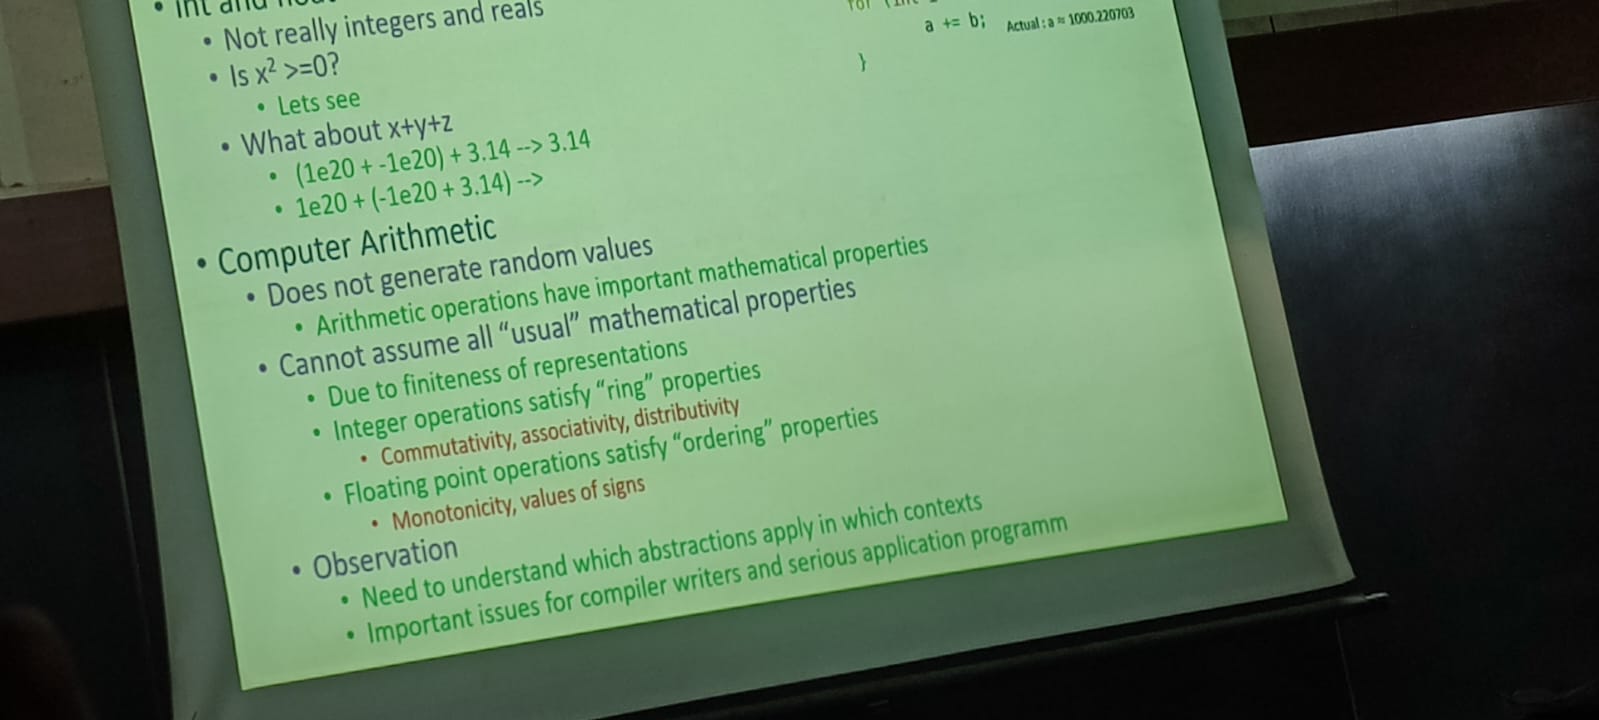 • Int and
• Not really integers and reals
• Is x² >=0?
• Lets see
• What about x+y+z
• (1e20 + -1e20) + 3.14 --> 3.14
• 1e20 + (-1e20 + 3.14) -->
• Computer Arithmetic
• Does not generate random values
• Arithmetic operations have important mathematical properties
• Cannot assume all “usual” mathematical properties
• Due to finiteness of representations
• Integer operations satisfy “ring” properties
• Commutativity, associativity, distributivity
• Floating point operations satisfy “ordering” properties
• Monotonicity, values of signs
• Observation
• Need to understand which abstractions apply in which contexts
• Important issues for compiler writers and serious application programm
for (int
a += b; Actual : a ≈ 1000.220703
}